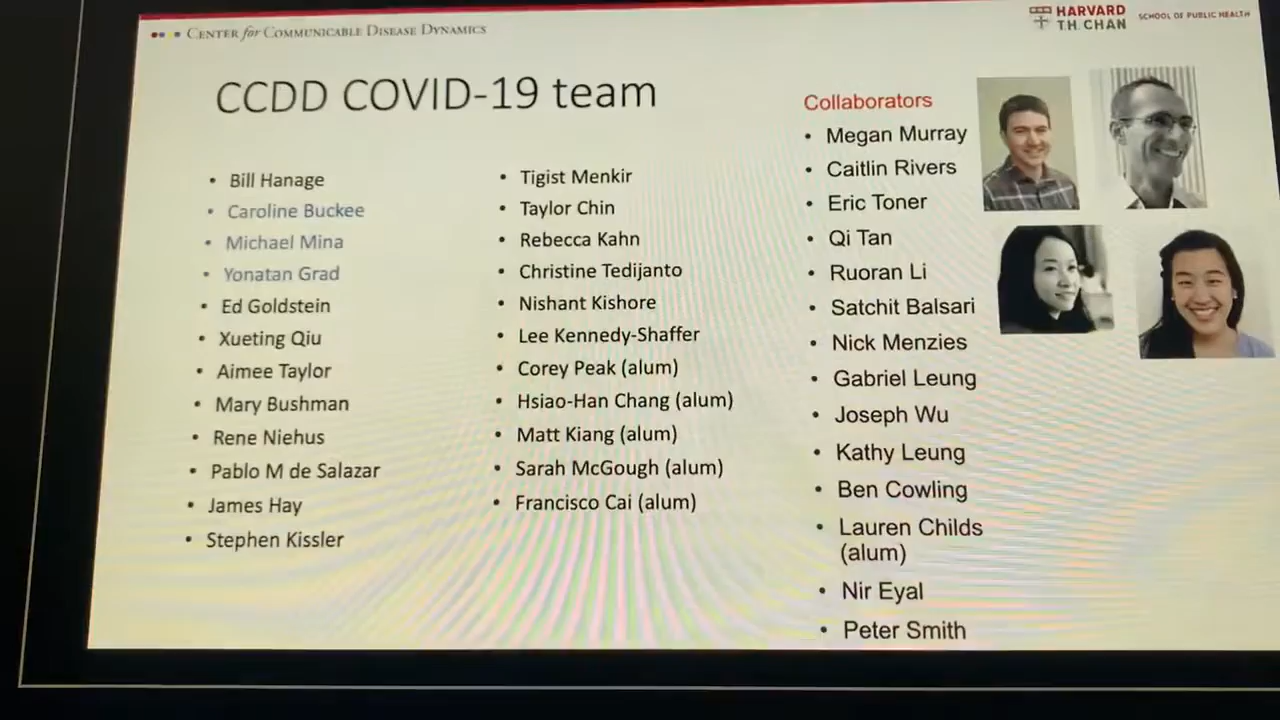 CENTER for COMMUNICABLE DISEASE DYNAMICS
HARVARD
T.H. CHAN
SCHOOL OF PUBLIC HEALTH
CCDD COVID-19 team
• Bill Hanage
• Caroline Buckee
• Michael Mina
• Yonatan Grad
• Ed Goldstein
• Xueting Qiu
• Aimee Taylor
• Mary Bushman
• Rene Niehus
• Pablo M de Salazar
• James Hay
• Stephen Kissler
• Tigist Menkir
• Taylor Chin
• Rebecca Kahn
• Christine Tedijanto
• Nishant Kishore
• Lee Kennedy-Shaffer
• Corey Peak (alum)
• Hsiao-Han Chang (alum)
• Matt Kiang (alum)
• Sarah McGough (alum)
• Francisco Cai (alum)
Collaborators
• Megan Murray
• Caitlin Rivers
• Eric Toner
• Qi Tan
• Ruoran Li
• Satchit Balsari
• Nick Menzies
• Gabriel Leung
• Joseph Wu
• Kathy Leung
• Ben Cowling
• Lauren Childs
(alum)
• Nir Eyal
• Peter Smith